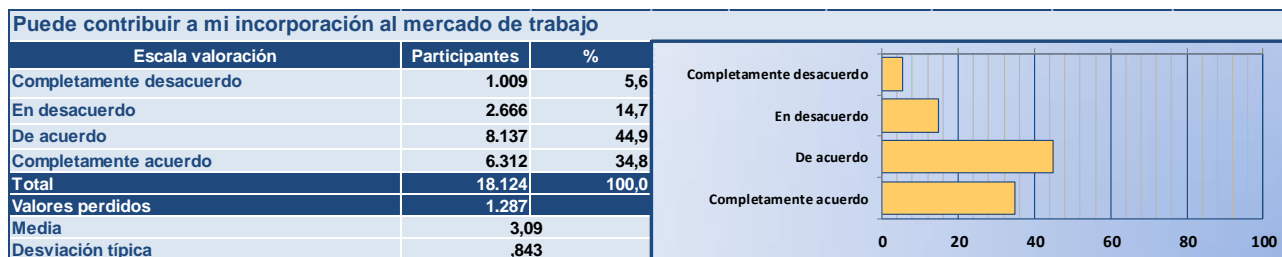 Puede contribuir a mi incorporación al mercado de trabajo
Escala valoración Participantes %
Completamente desacuerdo 1.009 5,6
En desacuerdo 2.666 14,7
De acuerdo 8.137 44,9
Completamente acuerdo 6.312 34,8
Total 18.124 100,0
Valores perdidos 1.287
Media 3,09
Desviación típica ,843
Completamente desacuerdo
En desacuerdo
De acuerdo
Completamente acuerdo
0 20 40 60 80 100